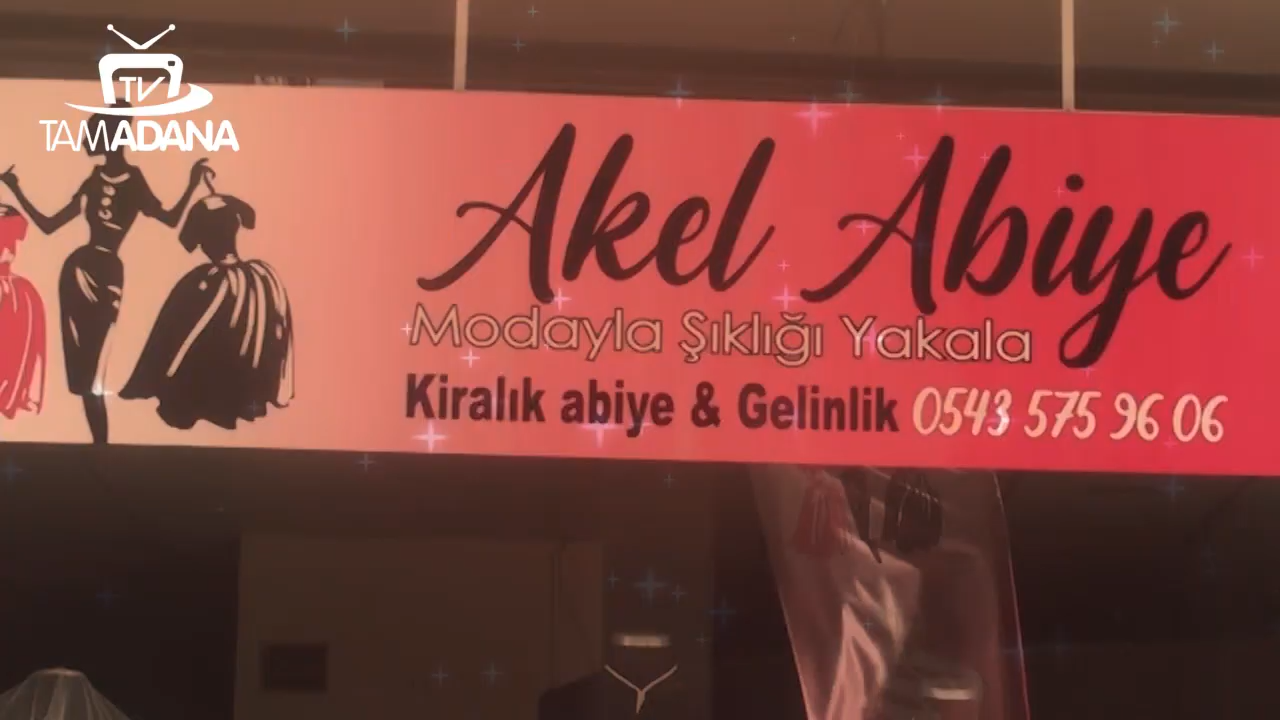 TV
TAMADANA
Akel Abiye
Modayla Şıklığı Yakala
Kiralık abiye & Gelinlik 0543 575 96 06